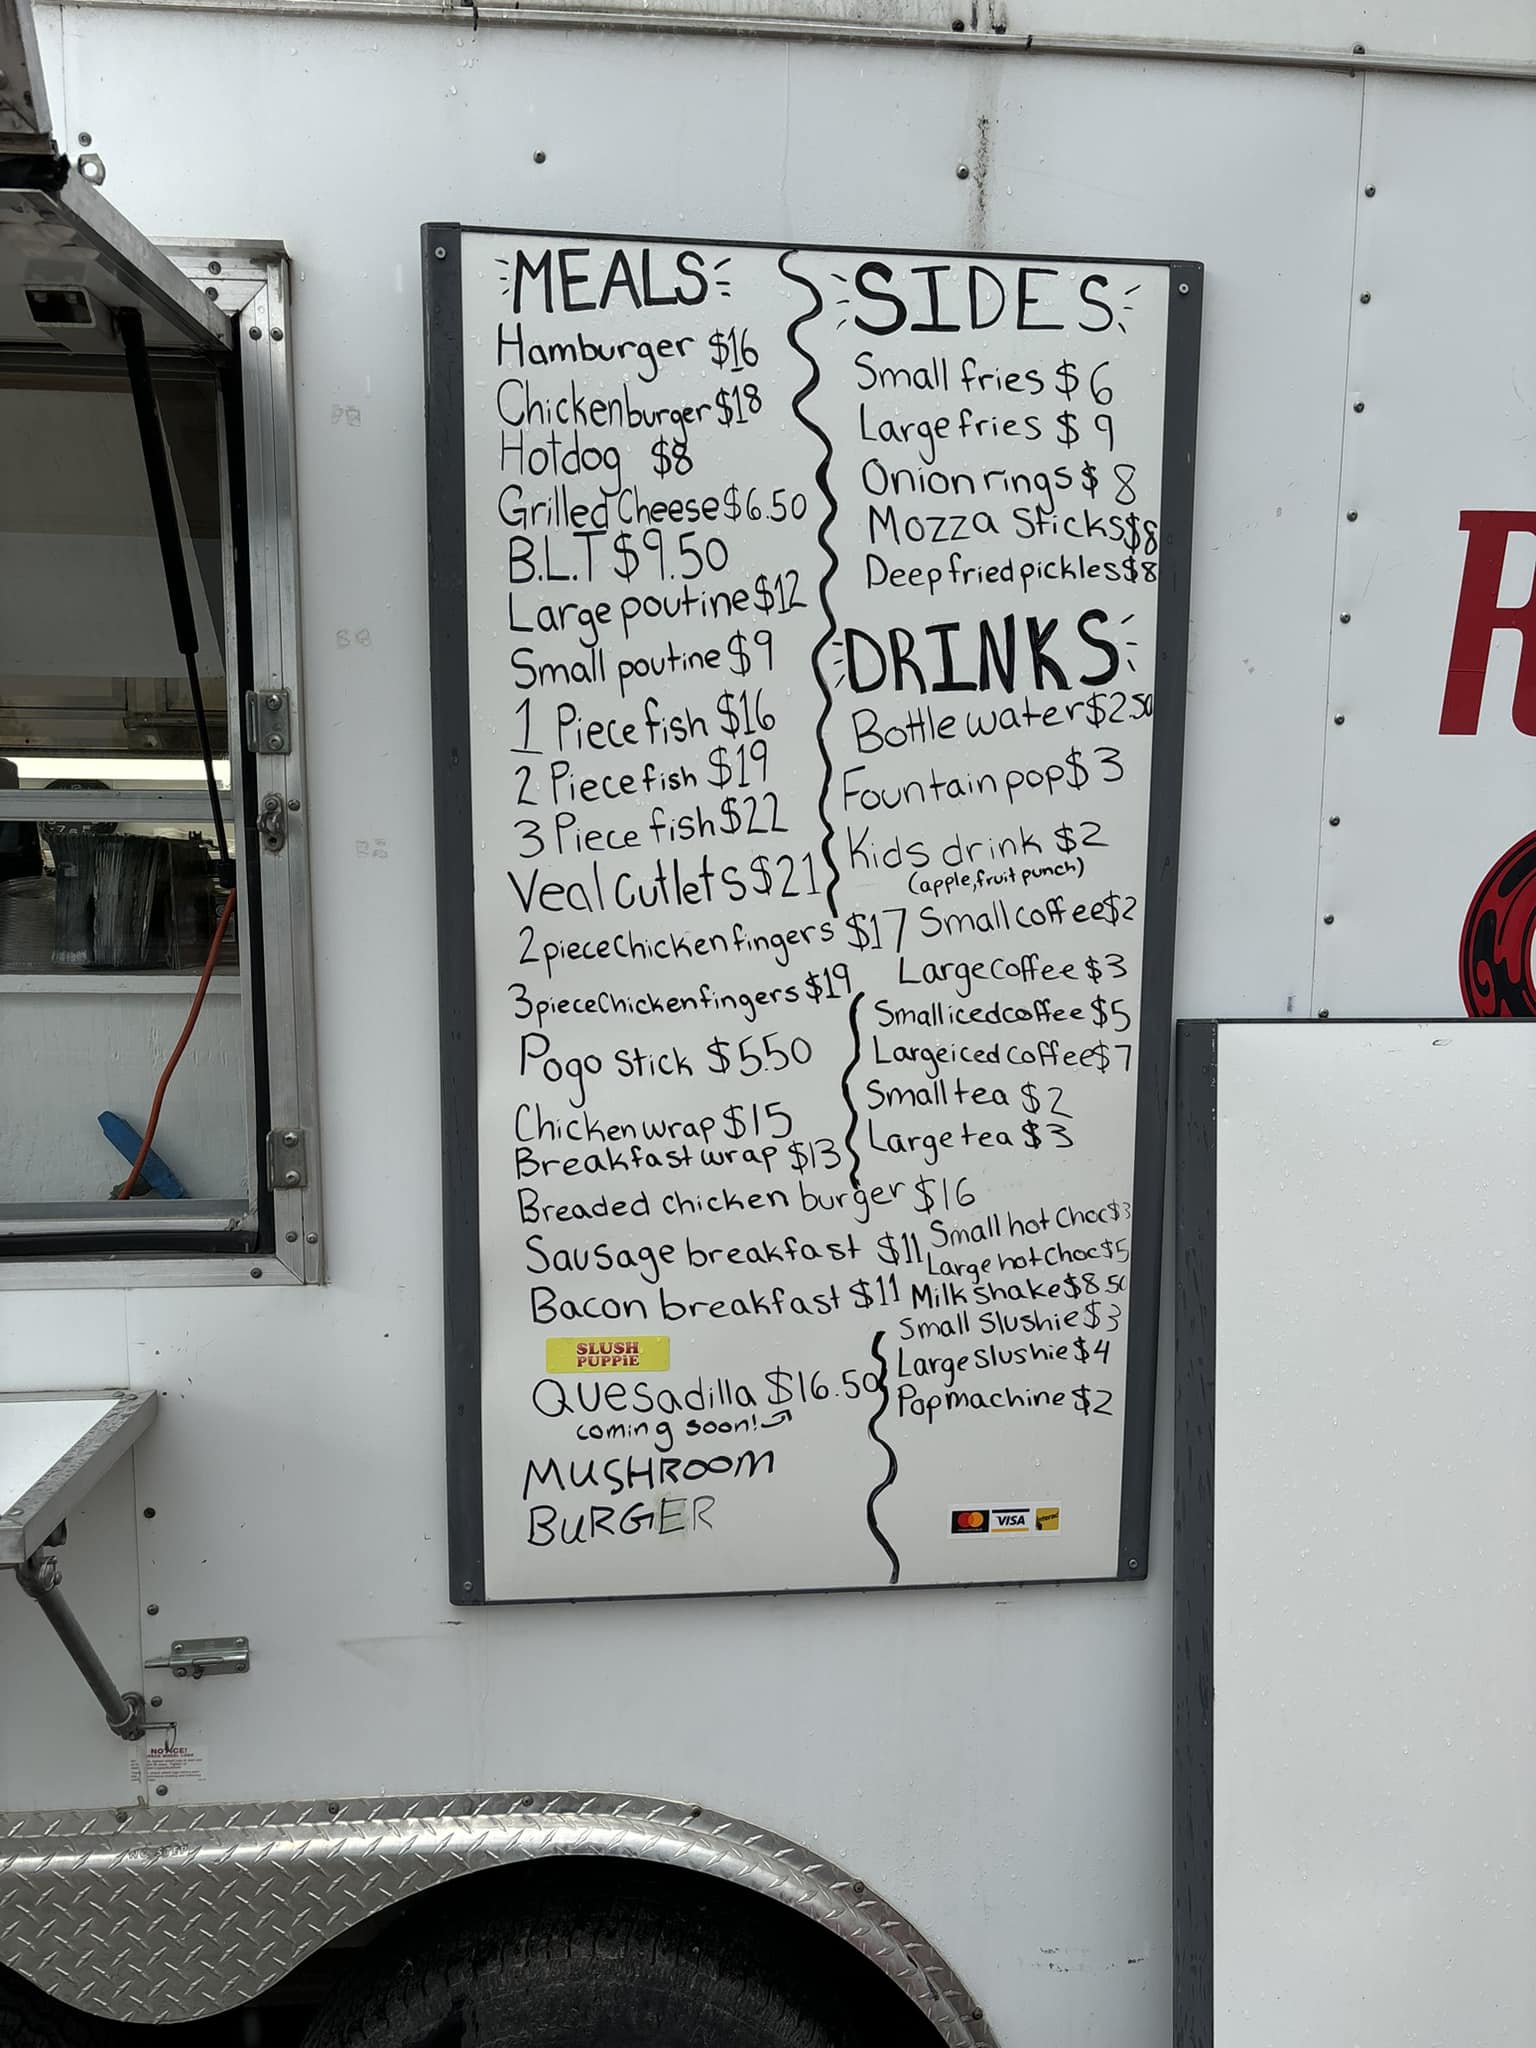 MEALS
Hamburger $16
Chicken burger $18
Hotdog $8
Grilled Cheese $6.50
B.L.T $9.50
Large poutine $12
Small poutine $9
1 Piece fish $16
2 Piece fish $19
3 Piece fish $22
Veal Cutlets $21
2 piece Chicken fingers $17
3 piece Chicken fingers $19
Pogo Stick $5.50
Chicken wrap $15
Breakfast wrap $13
Breaded chicken burger $16
Sausage breakfast $11
Bacon breakfast $11
SLUSH
PUPPiE
Quesadilla $16.50
coming soon!
MUSHROOM
BURGER
SIDES
Small fries $6
Large fries $9
Onion rings $8
Mozza Sticks $8
Deep fried pickles $8
DRINKS
Bottle water $2.50
Fountain pop $3
Kids drink $2
(apple, fruit punch)
Small coffee $2
Large Coffee $3
Small iced coffee $5
Large iced coffee $7
Small tea $2
Large tea $3
Small hot Choc $3
Large hot Choc $5
Milk shake $8.50
Small Slushie $3
Large Slushie $4
Pop machine $2
VISA
R
NOTICE!